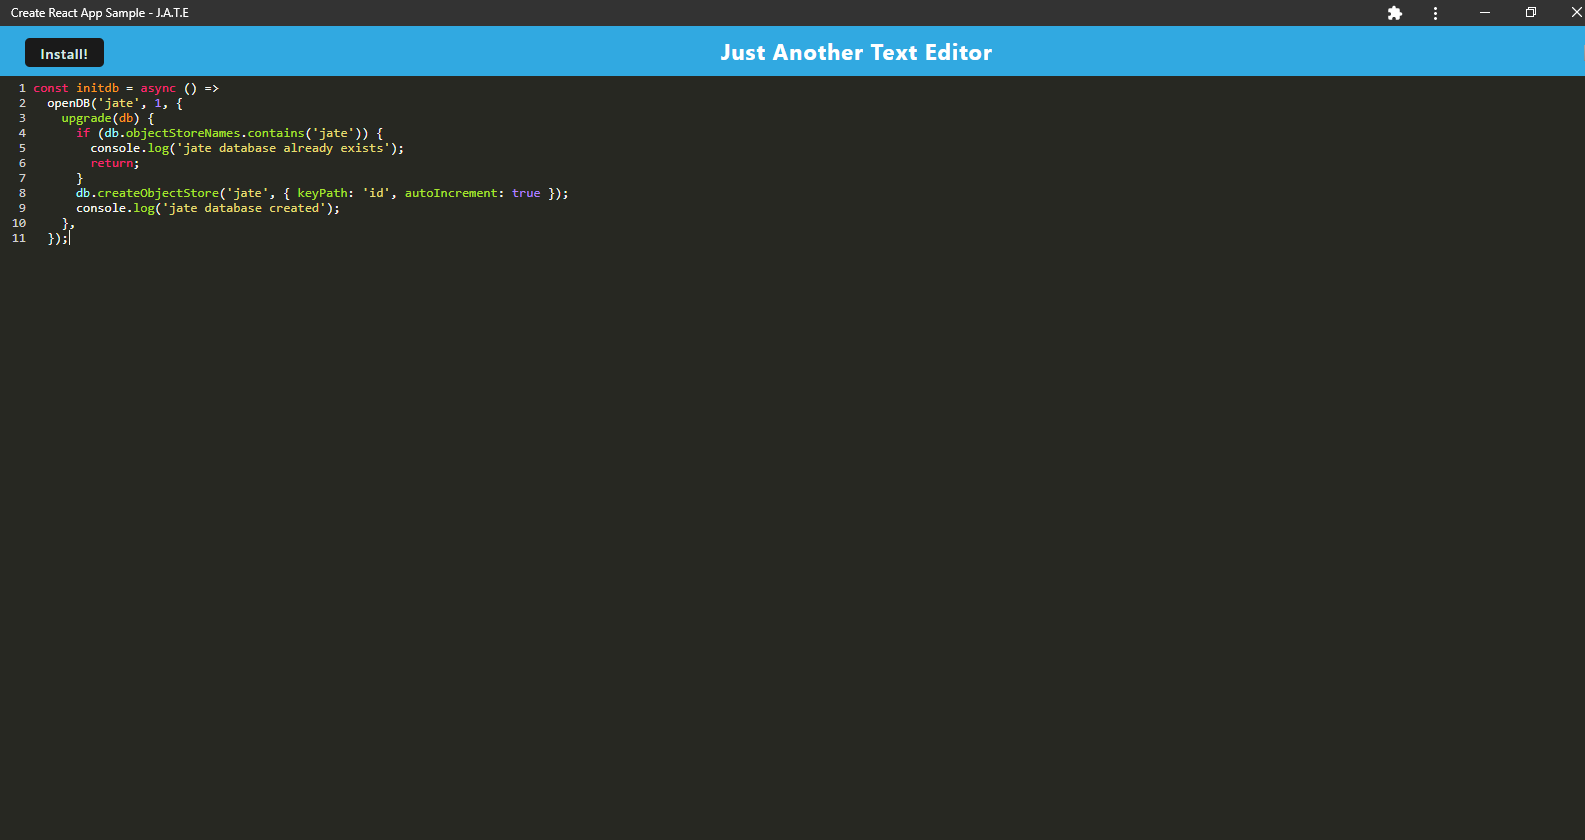 Create React App Sample - J.A.T.E
Install!
Just Another Text Editor
1 const initdb = async () =>
2   openDB('jate', 1, {
3     upgrade(db) {
4       if (db.objectStoreNames.contains('jate')) {
5         console.log('jate database already exists');
6         return;
7       }
8       db.createObjectStore('jate', { keyPath: 'id', autoIncrement: true });
9       console.log('jate database created');
10     },
11   });